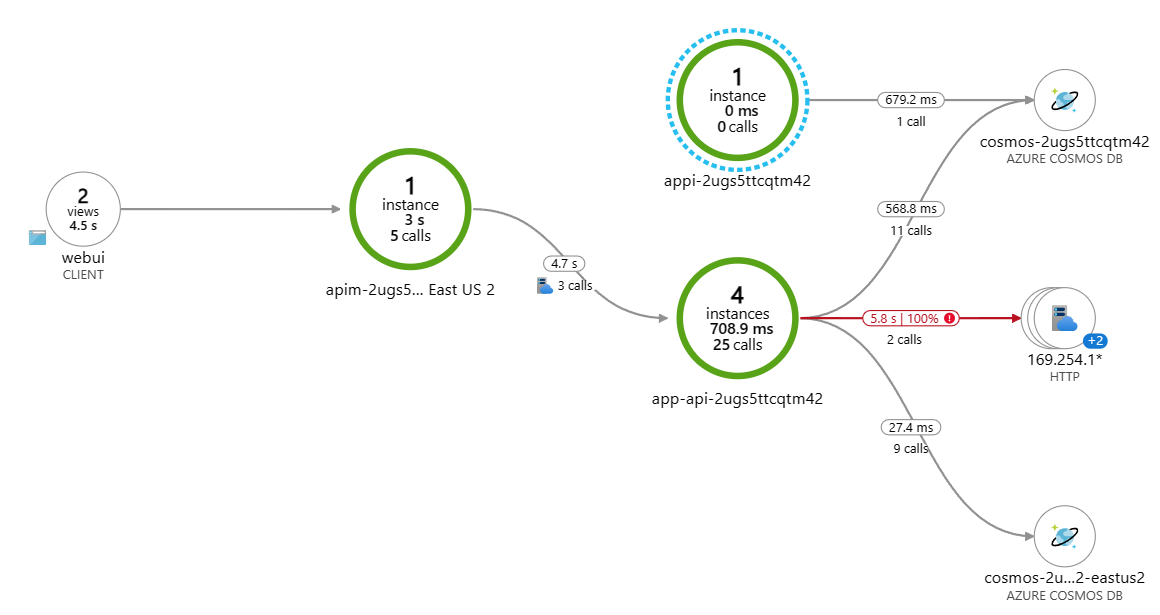 2
views
4.5 s
webui
CLIENT
1
instance
3 s
5 calls
apim-2ugs5... East US 2
4.7 s
3 calls
1
instance
0 ms
0 calls
appi-2ugs5ttcqtm42
4
instances
708.9 ms
25 calls
app-api-2ugs5ttcqtm42
679.2 ms
1 call
568.8 ms
11 calls
5.8 s | 100% !
2 calls
27.4 ms
9 calls
cosmos-2ugs5ttcqtm42
AZURE COSMOS DB
+2
169.254.1*
HTTP
cosmos-2u...2-eastus2
AZURE COSMOS DB